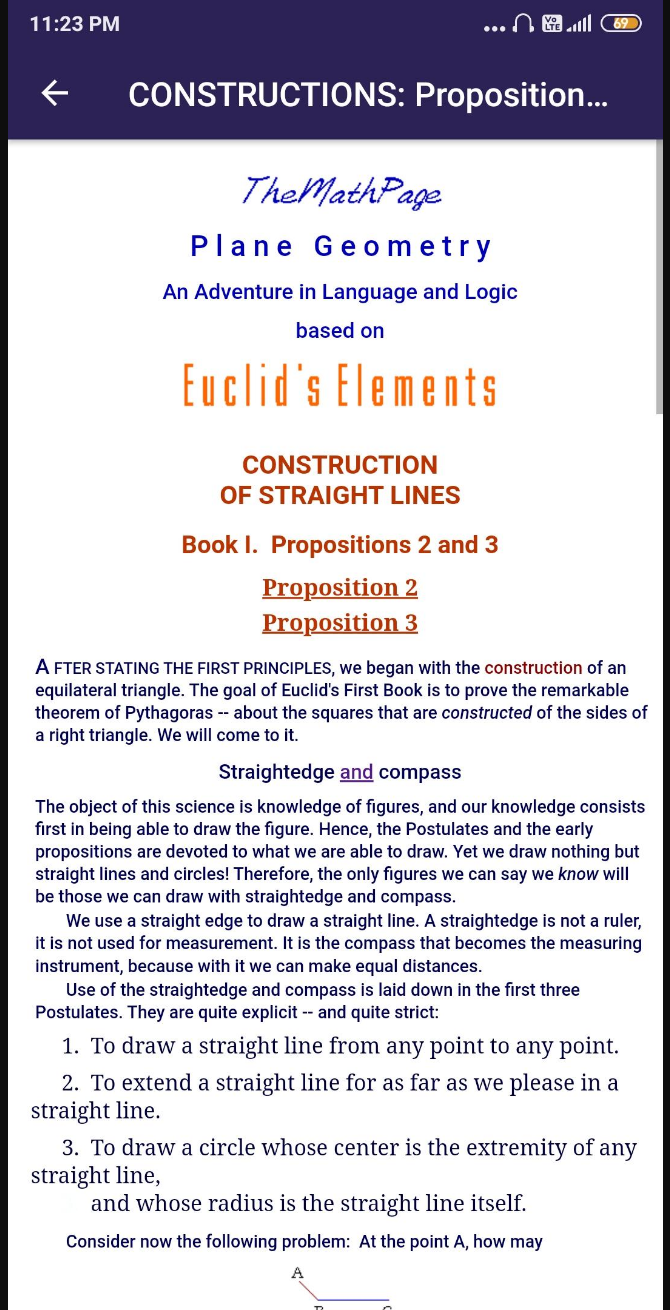 11:23 PM
Vo LTE
69
CONSTRUCTIONS: Proposition...
TheMathPage
Plane Geometry
An Adventure in Language and Logic
based on
Euclid's Elements
CONSTRUCTION
OF STRAIGHT LINES
Book I. Propositions 2 and 3
Proposition 2
Proposition 3
AFTER STATING THE FIRST PRINCIPLES, we began with the construction of an
equilateral triangle. The goal of Euclid's First Book is to prove the remarkable
theorem of Pythagoras -- about the squares that are constructed of the sides of
a right triangle. We will come to it.
Straightedge and compass
The object of this science is knowledge of figures, and our knowledge consists
first in being able to draw the figure. Hence, the Postulates and the early
propositions are devoted to what we are able to draw. Yet we draw nothing but
straight lines and circles! Therefore, the only figures we can say we know will
be those we can draw with straightedge and compass.
We use a straight edge to draw a straight line. A straightedge is not a ruler,
it is not used for measurement. It is the compass that becomes the measuring
instrument, because with it we can make equal distances.
Use of the straightedge and compass is laid down in the first three
Postulates. They are quite explicit -- and quite strict:
1. To draw a straight line from any point to any point.
2. To extend a straight line for as far as we please in a
straight line.
3. To draw a circle whose center is the extremity of any
straight line,
and whose radius is the straight line itself.
Consider now the following problem: At the point A, how may
A